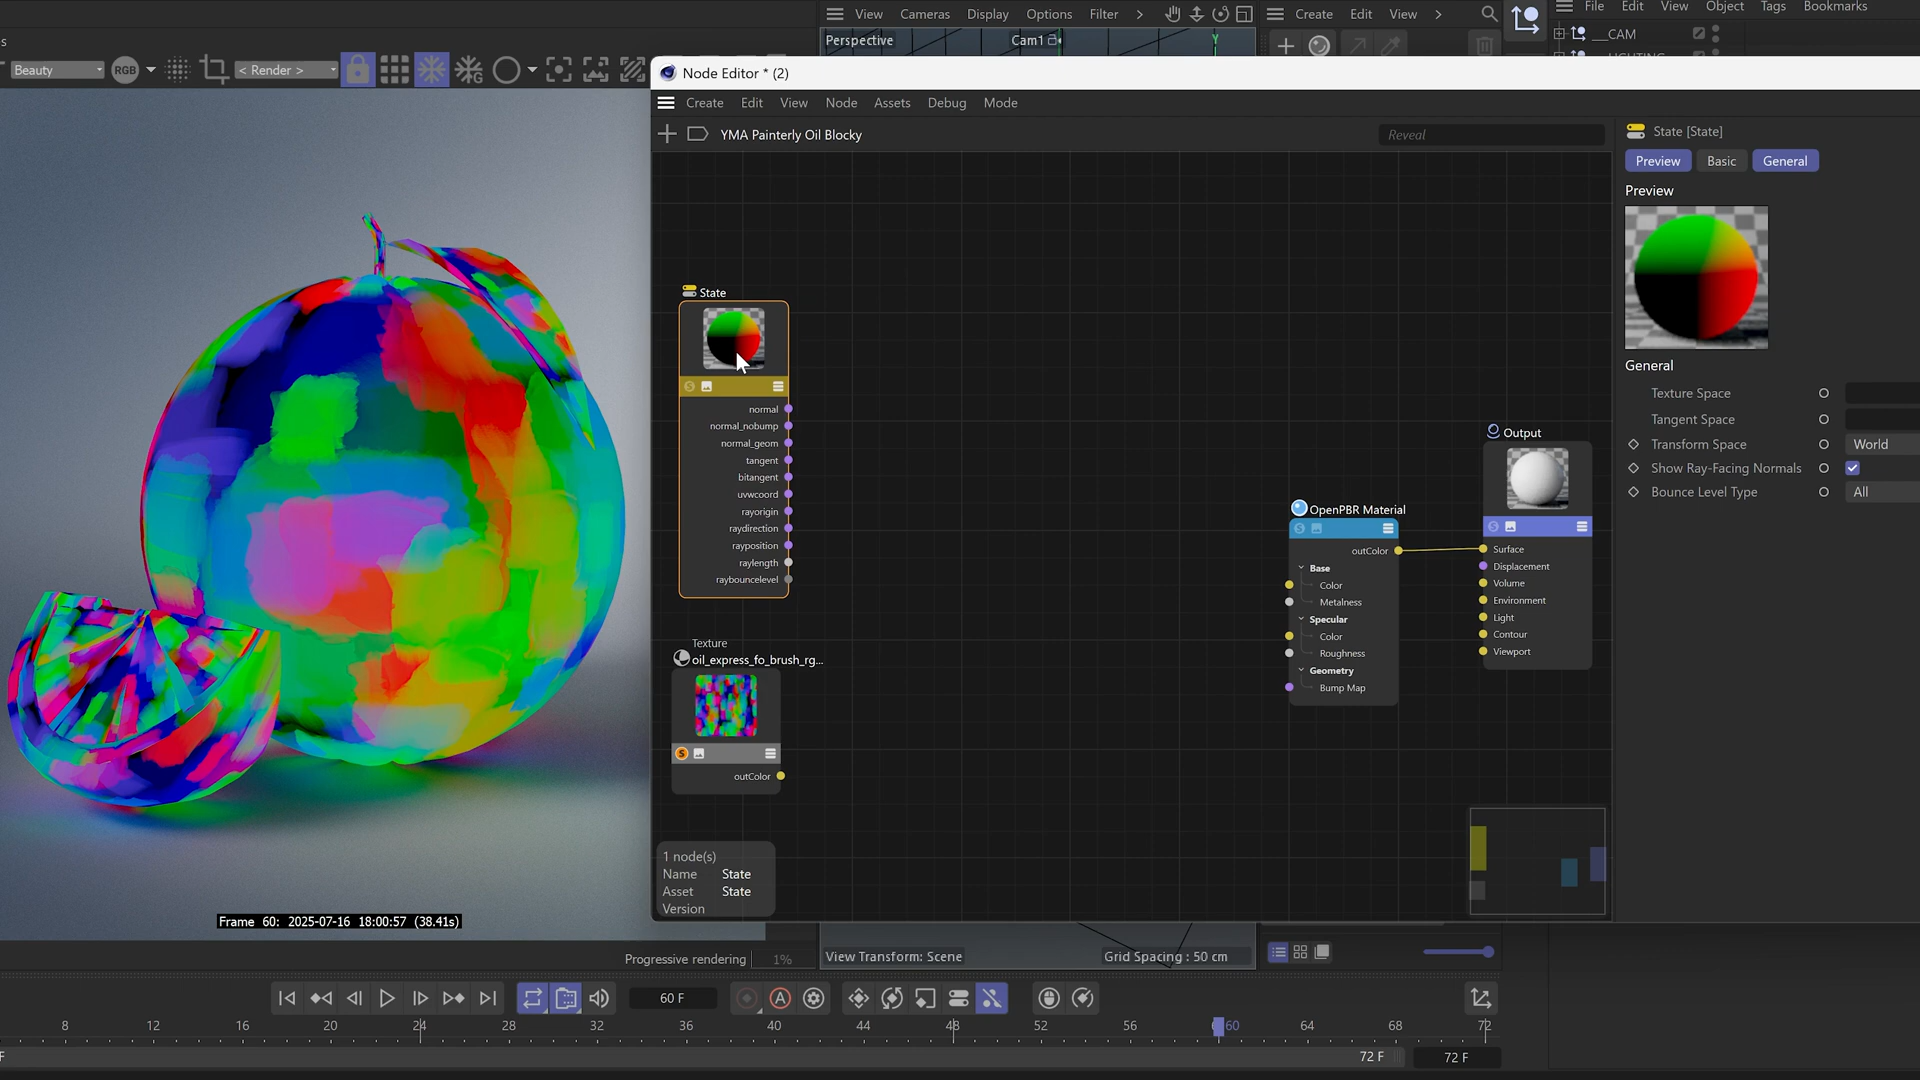 View Cameras Display Options Filter
Create Edit View
File Edit View Object Tags Bookmarks
Perspective
Cam1
Y
__CAM
s
Beauty
RGB
< Render >
G
Node Editor * (2)
Create Edit View Node Assets Debug Mode
YMA Painterly Oil Blocky
Reveal
State [State]
Preview Basic General
Preview
General
Texture Space
Tangent Space
Transform Space World
Show Ray-Facing Normals
Bounce Level Type All
State
S
normal
normal_nobump
normal_geom
tangent
bitangent
uvwcoord
rayorigin
raydirection
rayposition
raylength
raybouncelevel
Texture
oil_express_fo_brush_rg...
S
outColor
OpenPBR Material
S
outColor
Base
Color
Metalness
Specular
Color
Roughness
Geometry
Bump Map
Output
S
Surface
Displacement
Volume
Environment
Light
Contour
Viewport
1 node(s)
Name State
Asset State
Version
Frame 60: 2025-07-16 18:00:57 (38.41s)
Progressive rendering 1%
View Transform: Scene
Grid Spacing : 50 cm
60 F
A
8 12 16 20 24 28 32 36 40 44 48 52 56 60 64 68 72
F
72 F
72 F